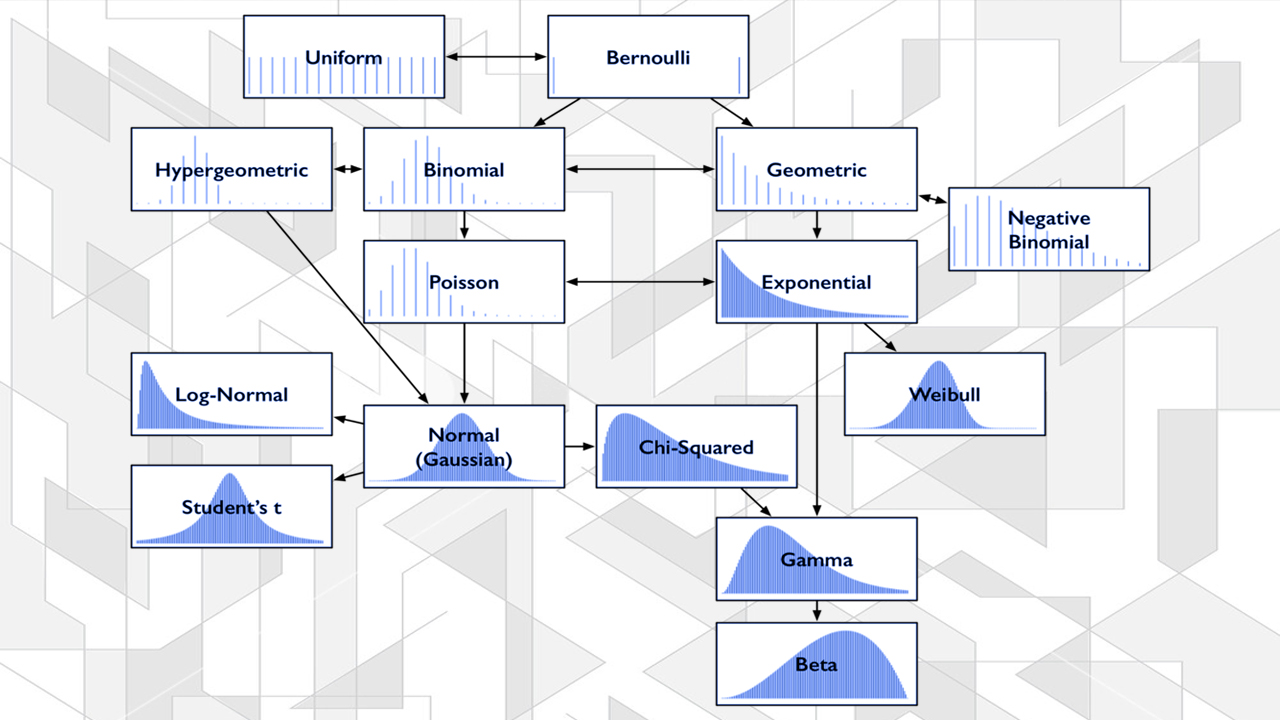 Uniform
Bernoulli
Hypergeometric
Binomial
Geometric
Negative
Binomial
Poisson
Exponential
Log-Normal
Weibull
Normal
(Gaussian)
Chi-Squared
Student’s t
Gamma
Beta